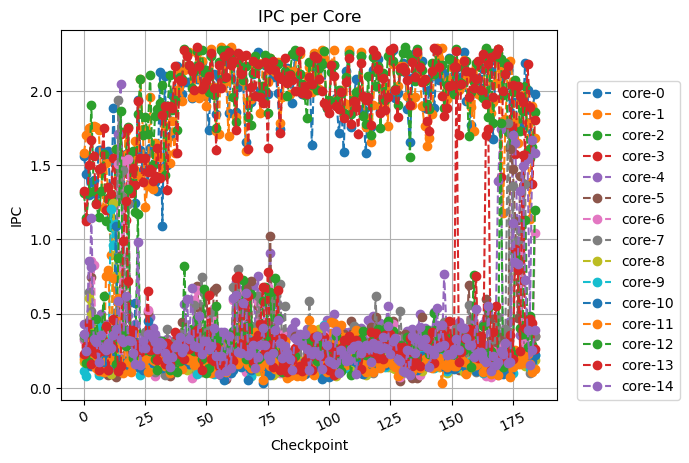 IPC per Core
IPC
2.0
1.5
1.0
0.5
0.0
0
25
50
75
100
125
150
175
Checkpoint
core-0
core-1
core-2
core-3
core-4
core-5
core-6
core-7
core-8
core-9
core-10
core-11
core-12
core-13
core-14